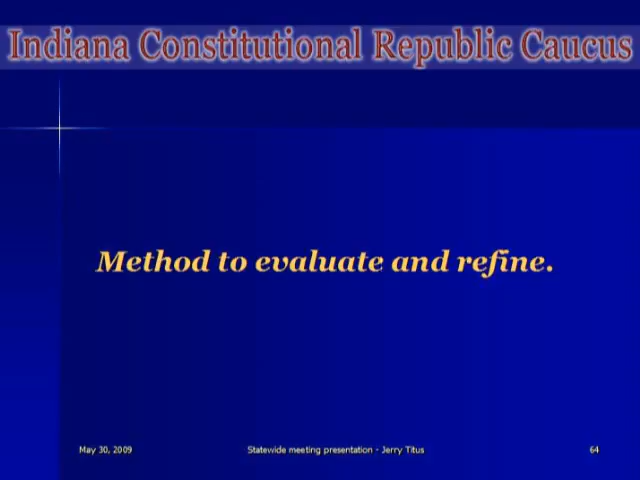 Indiana Constitutional Republic Caucus
Method to evaluate and refine.
May 30, 2009
Statewide meeting presentation - Jerry Titus
64